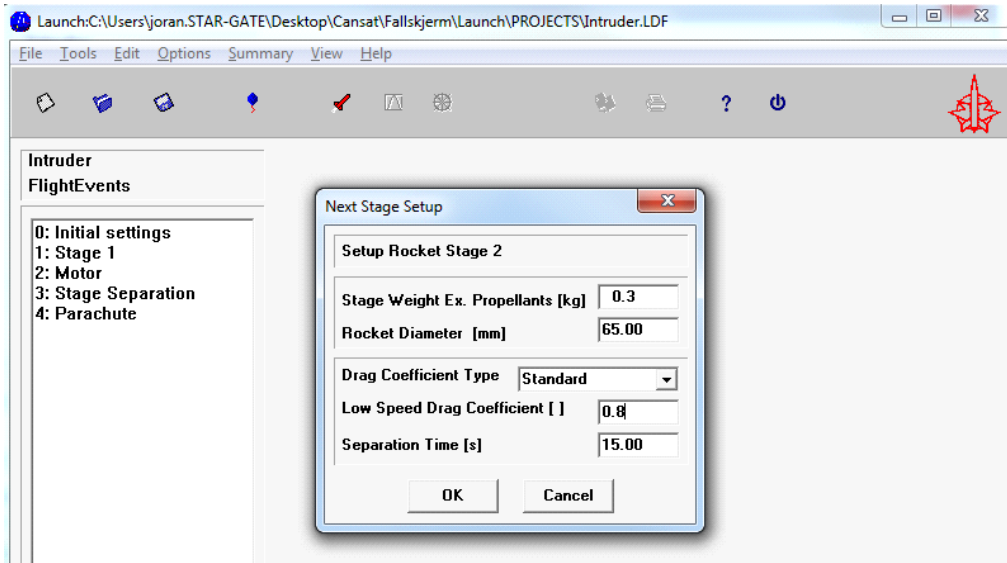 Launch:C:\Users\joran.STAR-GATE\Desktop\Cansat\Fallskjerm\Launch\PROJECTS\Intruder.LDF
File Tools Edit Options Summary View Help
?
Intruder
FlightEvents
0: Initial settings
1: Stage 1
2: Motor
3: Stage Separation
4: Parachute
Next Stage Setup
Setup Rocket Stage 2
Stage Weight Ex. Propellants [kg] 0.3
Rocket Diameter [mm] 65.00
Drag Coefficient Type Standard
Low Speed Drag Coefficient [ ] 0.8
Separation Time [s] 15.00
OK Cancel